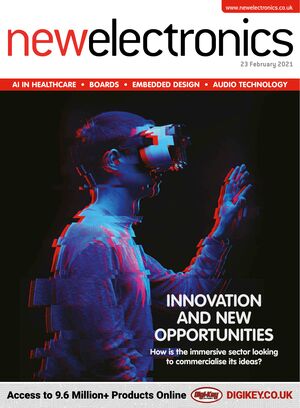 www.newelectronics.co.uk
newelectronics
23 February 2021
AI IN HEALTHCARE • BOARDS • EMBEDDED DESIGN • AUDIO TECHNOLOGY
INNOVATION
AND NEW
OPPORTUNITIES
How is the immersive sector looking
to commercialise its ideas?
Access to 9.6 Million+ Products Online Digi-Key DIGIKEY.CO.UK